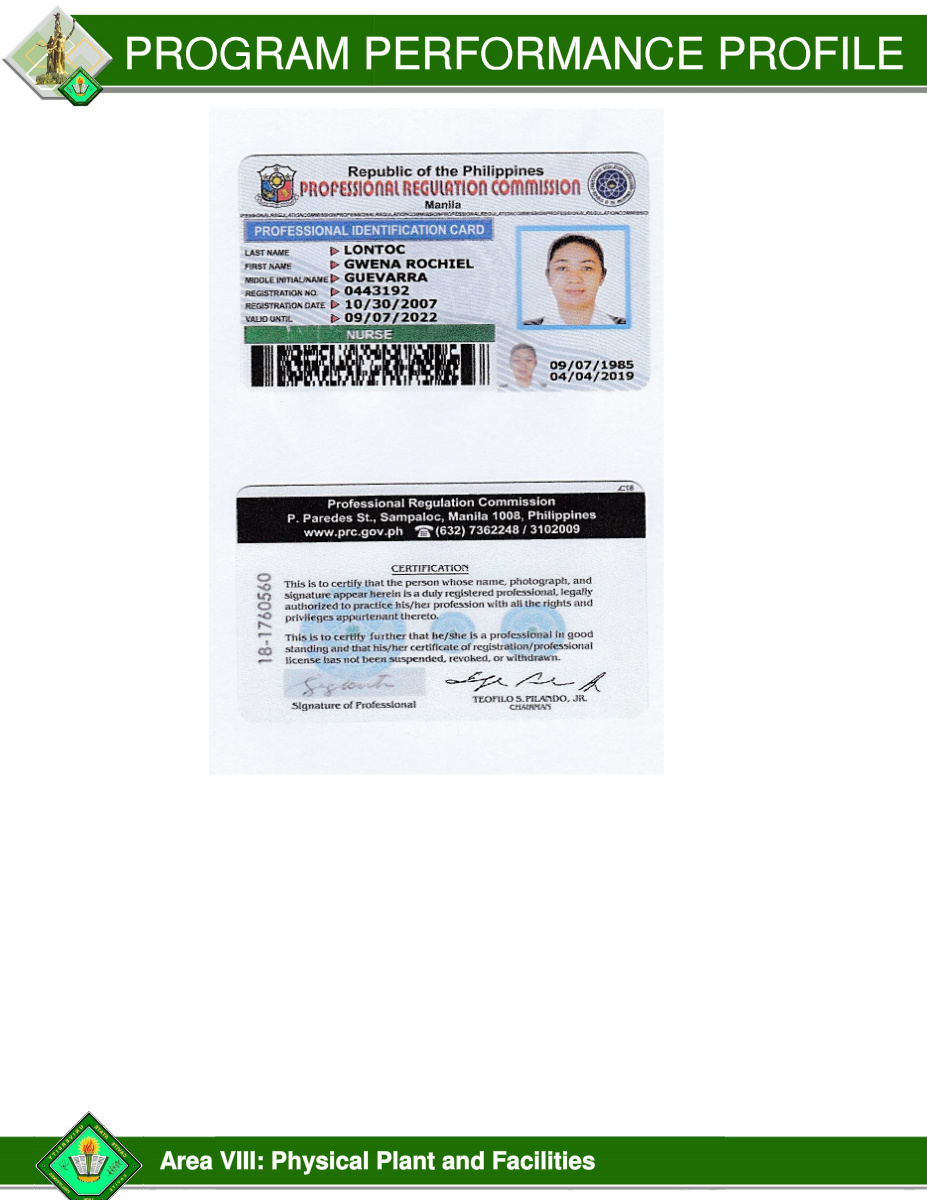 PROGRAM PERFORMANCE PROFILE
Republic of the Philippines
PROFESSIONAL REGULATION COMMISSION
Manila
PROFESSIONAL IDENTIFICATION CARD
LAST NAME LONTOC
FIRST NAME GWENA ROCHIEL
MIDDLE INITIAL/NAME GUEVARRA
REGISTRATION NO. 0443192
REGISTRATION DATE 10/30/2007
VALID UNTIL 09/07/2022
NURSE
09/07/1985
04/04/2019
Professional Regulation Commission
P. Paredes St., Sampaloc, Manila 1008, Philippines
www.prc.gov.ph (632) 7362248 / 3102009
CERTIFICATION
18-1760560
This is to certify that the person whose name, photograph, and
signature appear herein is a duly registered professional, legally
authorized to practice his/her profession with all the rights and
privileges appurtenant thereto.
This is to certify further that he/she is a professional in good
standing and that his/her certificate of registration/professional
license has not been suspended, revoked, or withdrawn.
Signature of Professional
TEOFILO S. PILANDO, JR.
CHAIRMAN
Area VIII: Physical Plant and Facilities